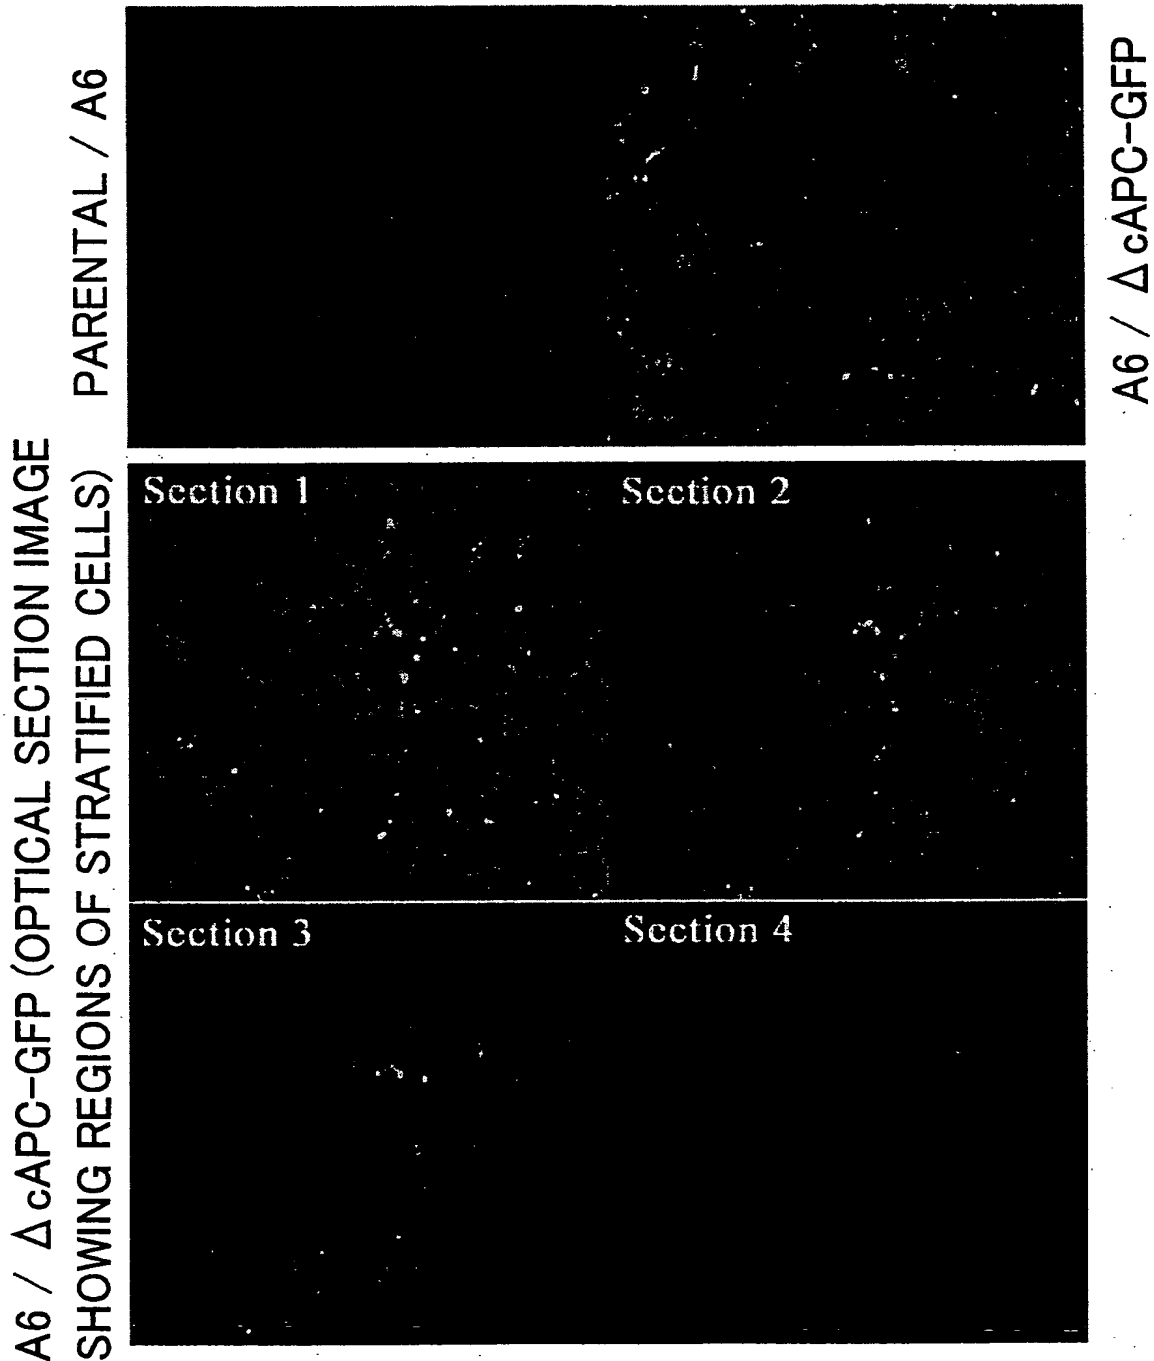 PARENTAL / A6
A6 / ΔcAPC-GFP
A6 / ΔcAPC-GFP (OPTICAL SECTION IMAGE
SHOWING REGIONS OF STRATIFIED CELLS)
Section 1
Section 2
Section 3
Section 4